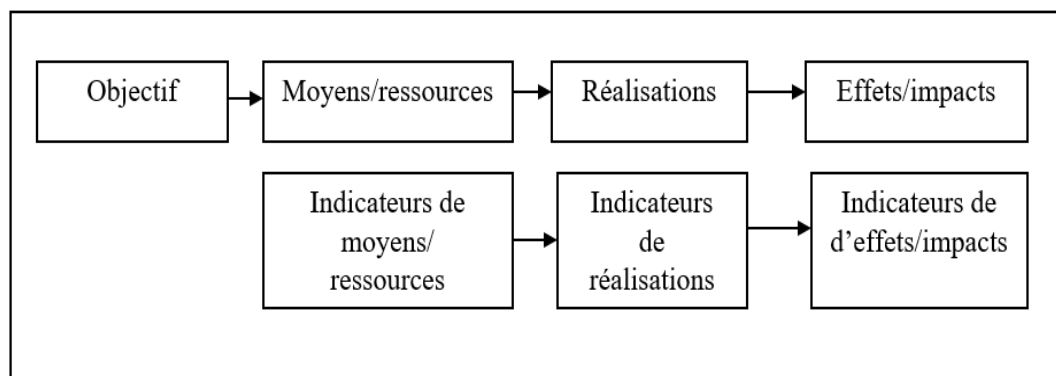 Objectif
Moyens/ressources
Réalisations
Effets/impacts
Indicateurs de
moyens/
ressources
Indicateurs
de
réalisations
Indicateurs de
d’effets/impacts